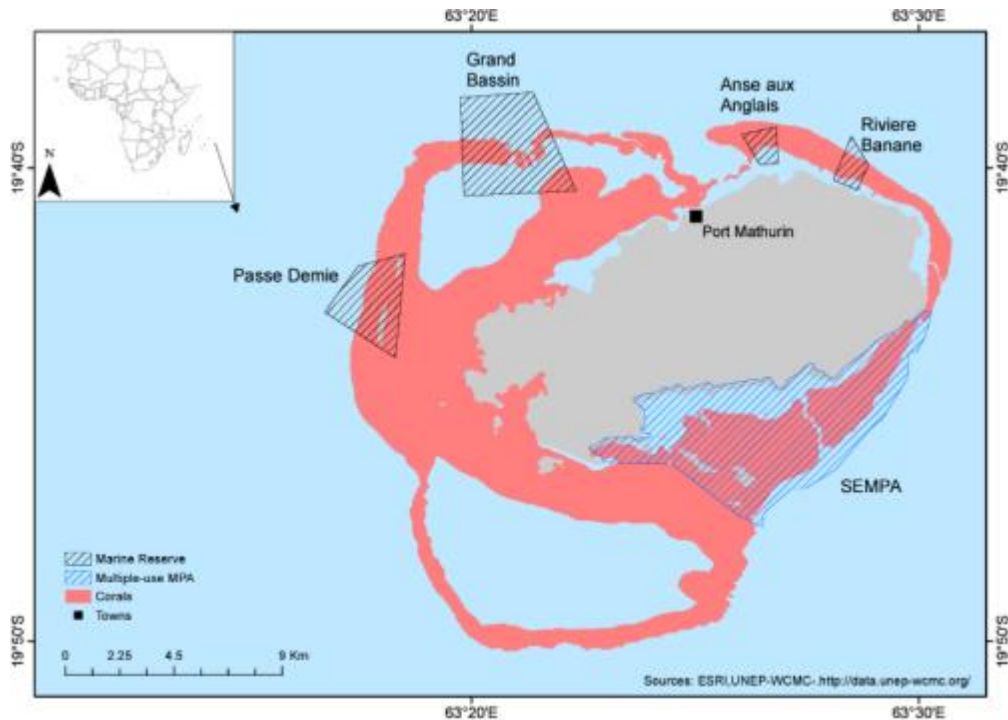 63°20'E
63°30'E
N
Grand
Bassin
Anse aux
Anglais
Riviere
Banane
19°40'S
19°40'S
Port Mathurin
Passe Demie
SEMPA
Marine Reserve
Multiple-use MPA
Corals
Towns
0 2.25 4.5 9 Km
19°50'S
19°50'S
Sources: ESRI,UNEP-WCMC-.http://data.unep-wcmc.org/
63°20'E
63°30'E